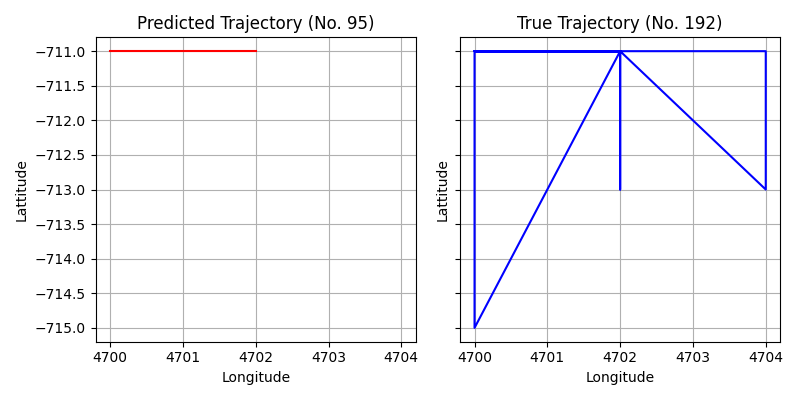 Predicted Trajectory (No. 95)
True Trajectory (No. 192)
−711.0
−711.5
−712.0
−712.5
−713.0
−713.5
−714.0
−714.5
−715.0
Lattitude
Lattitude
4700 4701 4702 4703 4704
4700 4701 4702 4703 4704
Longitude
Longitude